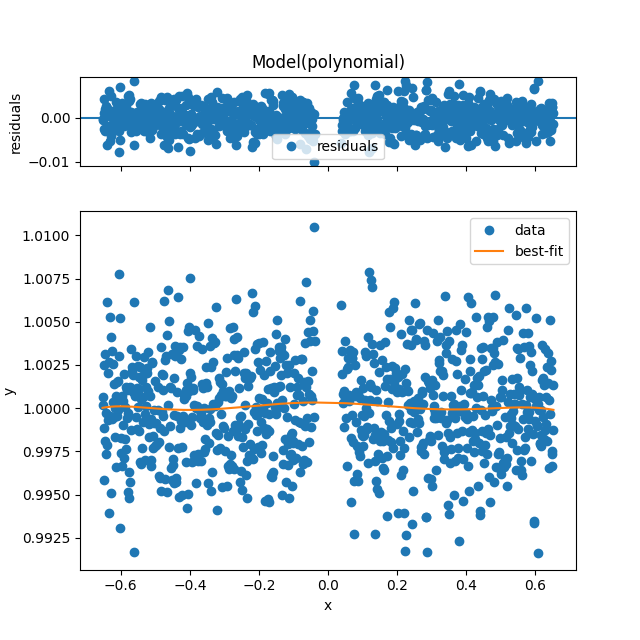 Model(polynomial)
residuals
0.00
−0.01
residuals
y
1.0100
1.0075
1.0050
1.0025
1.0000
0.9975
0.9950
0.9925
data
best-fit
−0.6 −0.4 −0.2 0.0 0.2 0.4 0.6
x